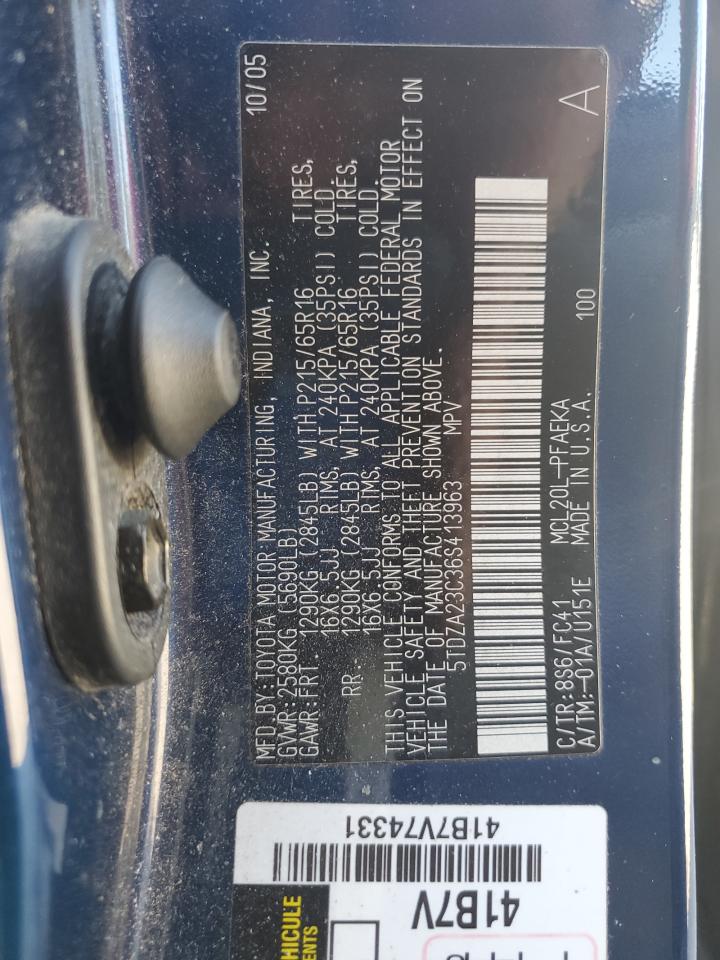 MFD.BY:TOYOTA MOTOR MANUFACTURING, INDIANA, INC. 10/05
GVWR:2580KG (5690LB)
GAWR:FRT. 1290KG (2845LB) WITH P215/65R16 TIRES,
16X6.5JJ RIMS, AT 240KPA (35PSI) COLD.
RR. 1290KG (2845LB) WITH P215/65R16 TIRES,
16X6.5JJ RIMS, AT 240KPA (35PSI) COLD.
THIS VEHICLE CONFORMS TO ALL APPLICABLE FEDERAL MOTOR
VEHICLE SAFETY AND THEFT PREVENTION STANDARDS IN EFFECT ON
THE DATE OF MANUFACTURE SHOWN ABOVE.
5TDZA23C36S413963 MPV
C/TR:8S6/FC41 MCL20L-PFAEKA 100 A
A/TM:-01A/U151E MADE IN U.S.A.
41B7V74331
41B7V